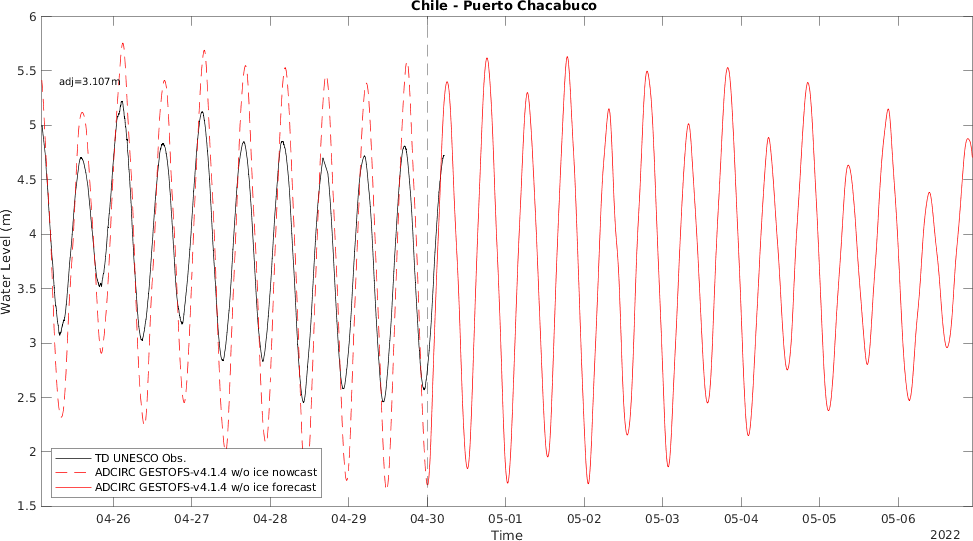 Chile - Puerto Chacabuco
6
5.5
adj=3.107m
5
4.5
4
3.5
3
2.5
2
1.5
Water Level (m)
TD UNESCO Obs.
ADCIRC GESTOFS-v4.1.4 w/o ice nowcast
ADCIRC GESTOFS-v4.1.4 w/o ice forecast
04-26 04-27 04-28 04-29 04-30 05-01 05-02 05-03 05-04 05-05 05-06
Time
2022